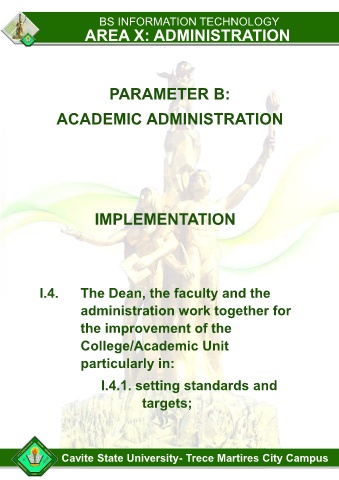 BS INFORMATION TECHNOLOGY
AREA X: ADMINISTRATION
PARAMETER B:
ACADEMIC ADMINISTRATION
IMPLEMENTATION
I.4. The Dean, the faculty and the
administration work together for
the improvement of the
College/Academic Unit
particularly in:
I.4.1. setting standards and
targets;
Cavite State University- Trece Martires City Campus